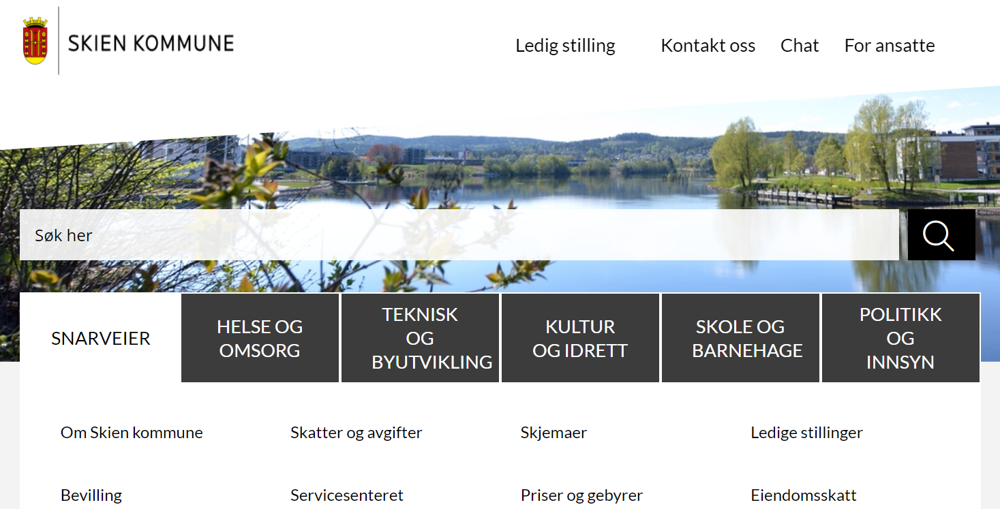 SKIEN KOMMUNE
Ledig stilling
Kontakt oss
Chat
For ansatte
Søk her
SNARVEIER
HELSE OG
OMSORG
TEKNISK
OG
BYUTVIKLING
KULTUR
OG IDRETT
SKOLE OG
BARNEHAGE
POLITIKK
OG
INNSYN
Om Skien kommune
Skatter og avgifter
Skjemaer
Ledige stillinger
Bevilling
Servicesenteret
Priser og gebyrer
Eiendomsskatt